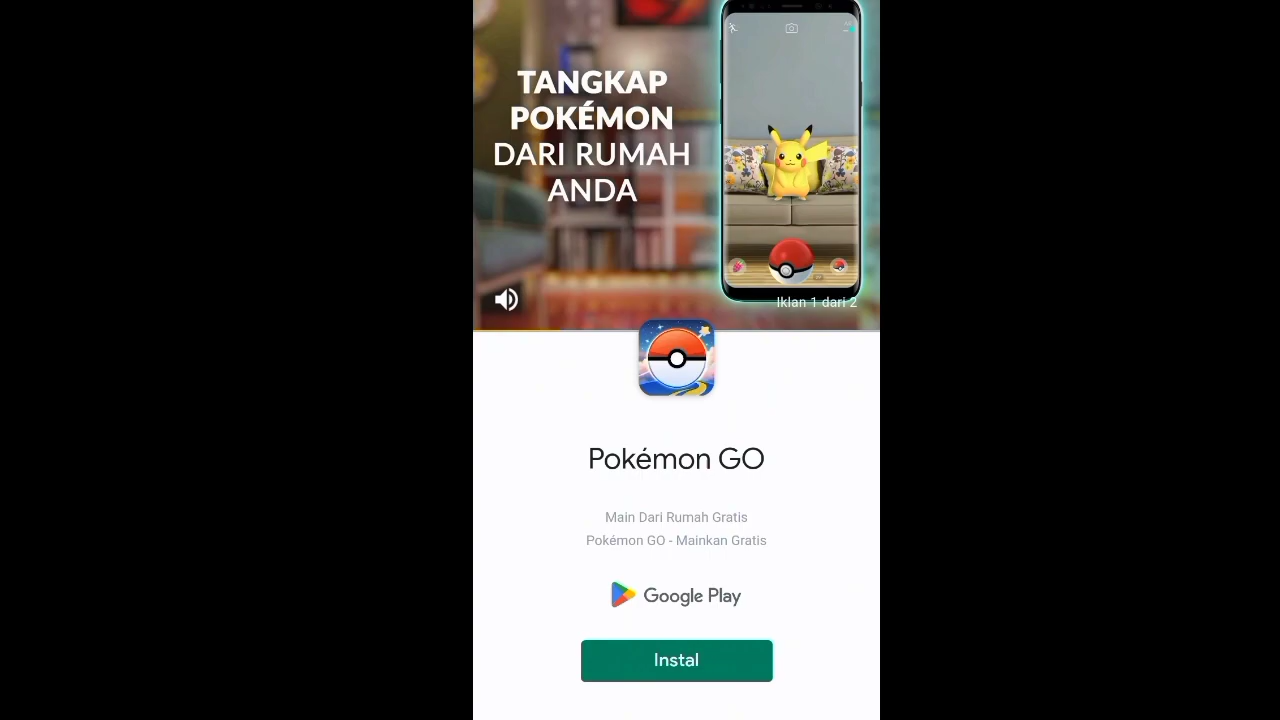 TANGKAP
POKÉMON
DARI RUMAH
ANDA
Iklan 1 dari 2
Pokémon GO
Main Dari Rumah Gratis
Pokémon GO - Mainkan Gratis
Google Play
Instal